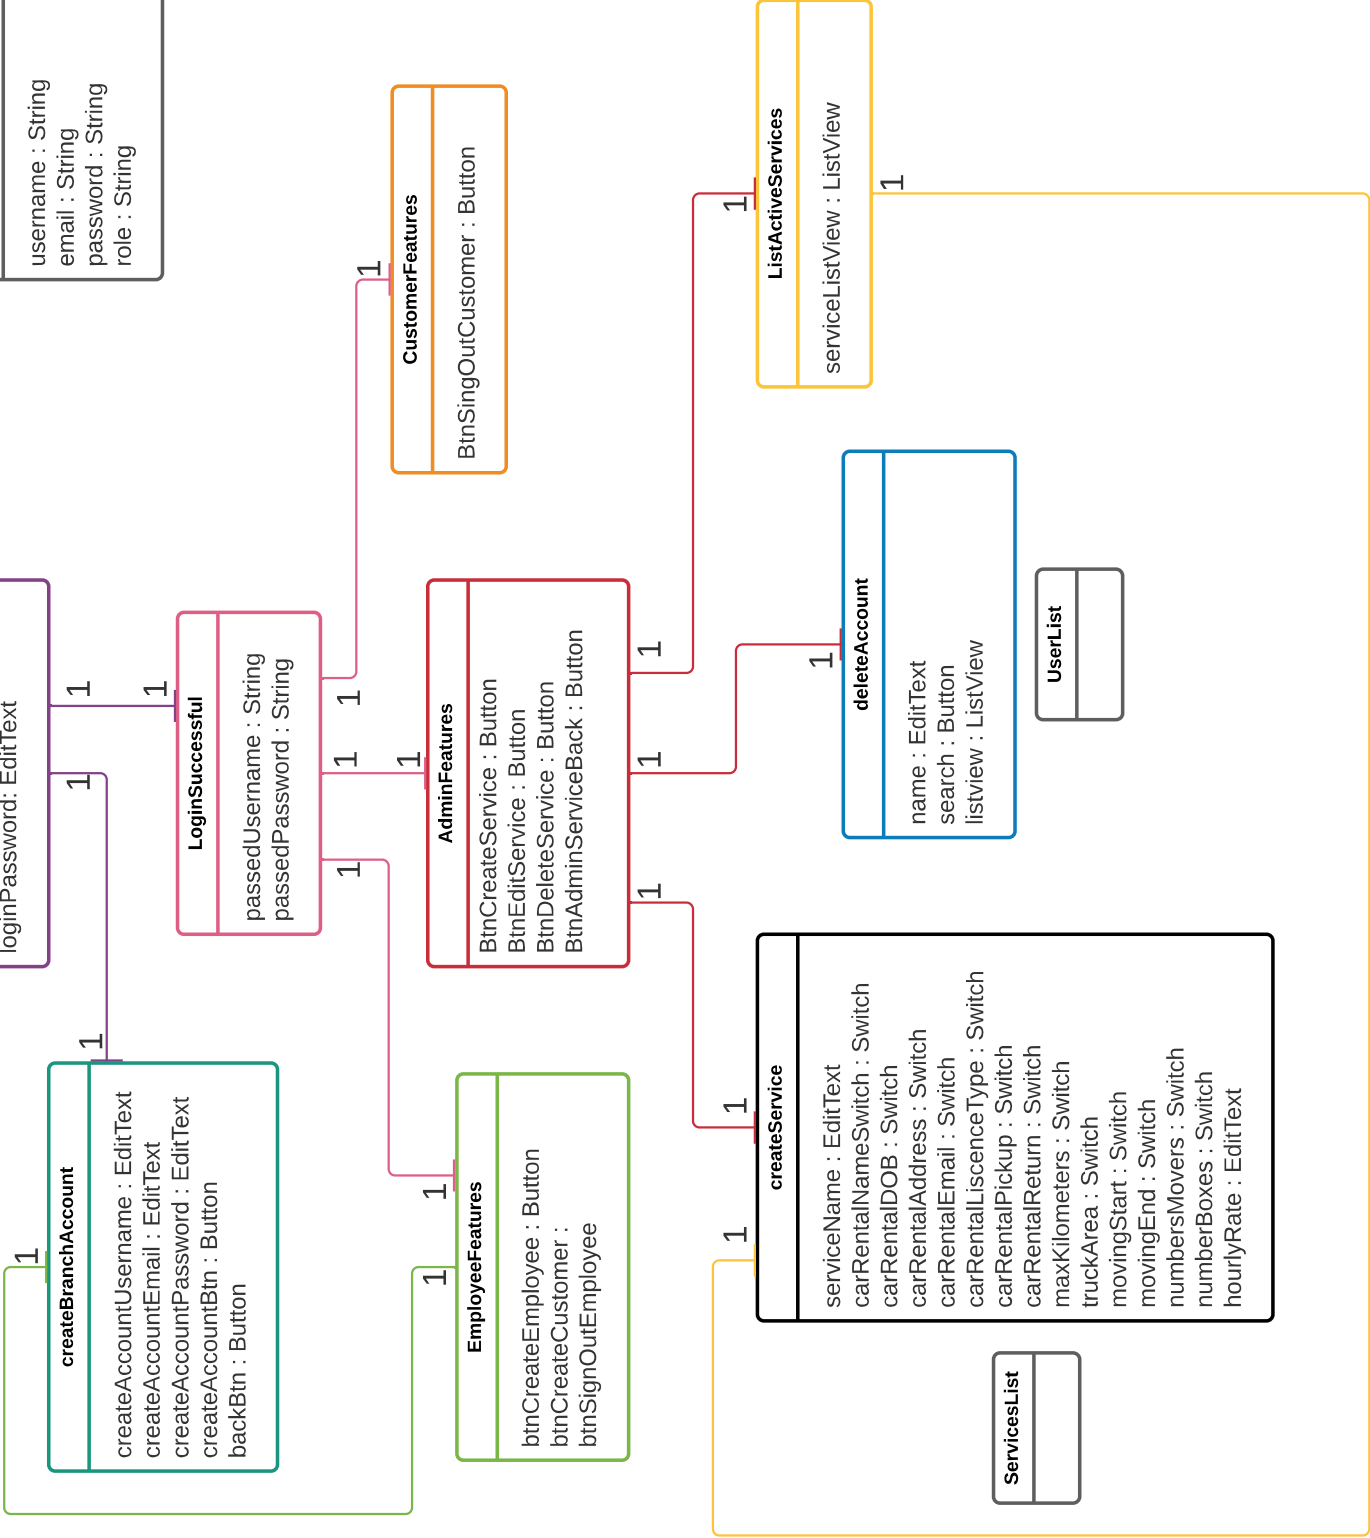 loginPassword: EditText
username : String
email : String
password : String
role : String
1
1
1
1
1
createBranchAccount
createAccountUsername : EditText
createAccountEmail : EditText
createAccountPassword : EditText
createAccountBtn : Button
backBtn : Button
LoginSuccessful
passedUsername : String
passedPassword : String
1
1
1
1
1
1
1
EmployeeFeatures
btnCreateEmployee : Button
btnCreateCustomer :
btnSignOutEmployee
AdminFeatures
BtnCreateService : Button
BtnEditService : Button
BtnDeleteService : Button
BtnAdminServiceBack : Button
CustomerFeatures
BtnSingOutCustomer : Button
1
1
1
1
1
1
1
createService
serviceName : EditText
carRentalNameSwitch : Switch
carRentalDOB : Switch
carRentalAddress : Switch
carRentalEmail : Switch
carRentalLiscenceType : Switch
carRentalPickup : Switch
carRentalReturn : Switch
maxKilometers : Switch
truckArea : Switch
movingStart : Switch
movingEnd : Switch
numbersMovers : Switch
numberBoxes : Switch
hourlyRate : EditText
deleteAccount
name : EditText
search : Button
listview : ListView
ListActiveServices
serviceListView : ListView
1
ServicesList
UserList